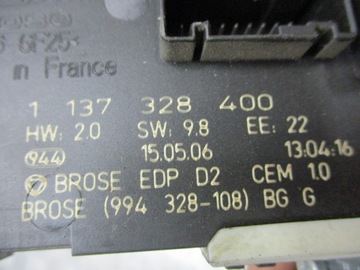 6F25
in France
1 137 328 400
HW: 2.0 SW: 9.8 EE: 22
944 15.05.06 13:04:16
BROSE EDP D2 CEM 1.0
BROSE (994 328-108) BG G